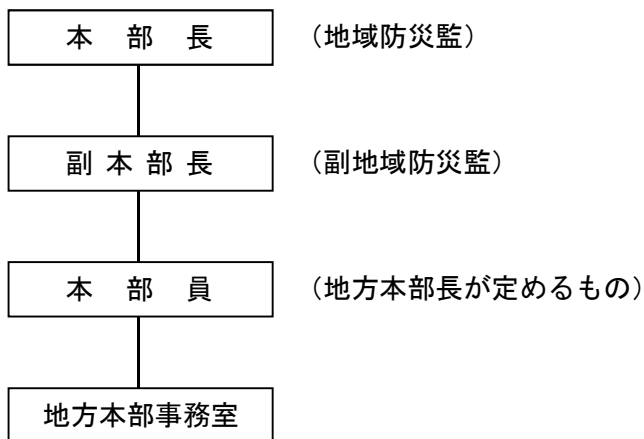 本 部 長 （地域防災監）
副 本 部 長 （副地域防災監）
本 部 員 （地方本部長が定めるもの）
地方本部事務室